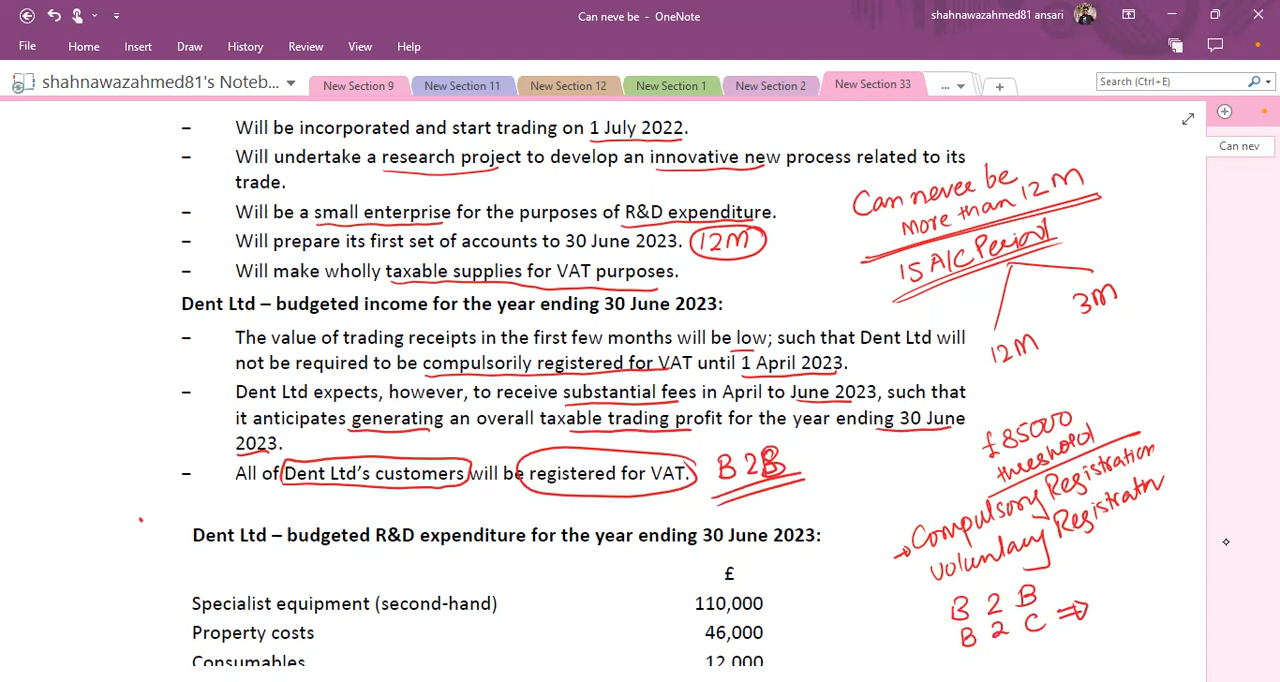 Can never be - OneNote
shahnawazahmed81 ansari
File Home Insert Draw History Review View Help
shahnawazahmed81's Noteb...
New Section 9
New Section 11
New Section 12
New Section 1
New Section 2
New Section 33
...
Search (Ctrl+E)
Can nev
– Will be incorporated and start trading on 1 July 2022.
– Will undertake a research project to develop an innovative new process related to its
trade.
– Will be a small enterprise for the purposes of R&D expenditure.
– Will prepare its first set of accounts to 30 June 2023. 12M
– Will make wholly taxable supplies for VAT purposes.
Can never be
more than 12M
15 A/C Period
12M
3M
Dent Ltd – budgeted income for the year ending 30 June 2023:
– The value of trading receipts in the first few months will be low; such that Dent Ltd will
not be required to be compulsorily registered for VAT until 1 April 2023.
– Dent Ltd expects, however, to receive substantial fees in April to June 2023, such that
it anticipates generating an overall taxable trading profit for the year ending 30 June
2023.
– All of Dent Ltd's customers will be registered for VAT. B2B
£85000
threshold
Compulsory Registration
voluntary Registratn
B 2 B
B 2 C
Dent Ltd – budgeted R&D expenditure for the year ending 30 June 2023:
£
Specialist equipment (second-hand) 110,000
Property costs 46,000
Consumables 12,000